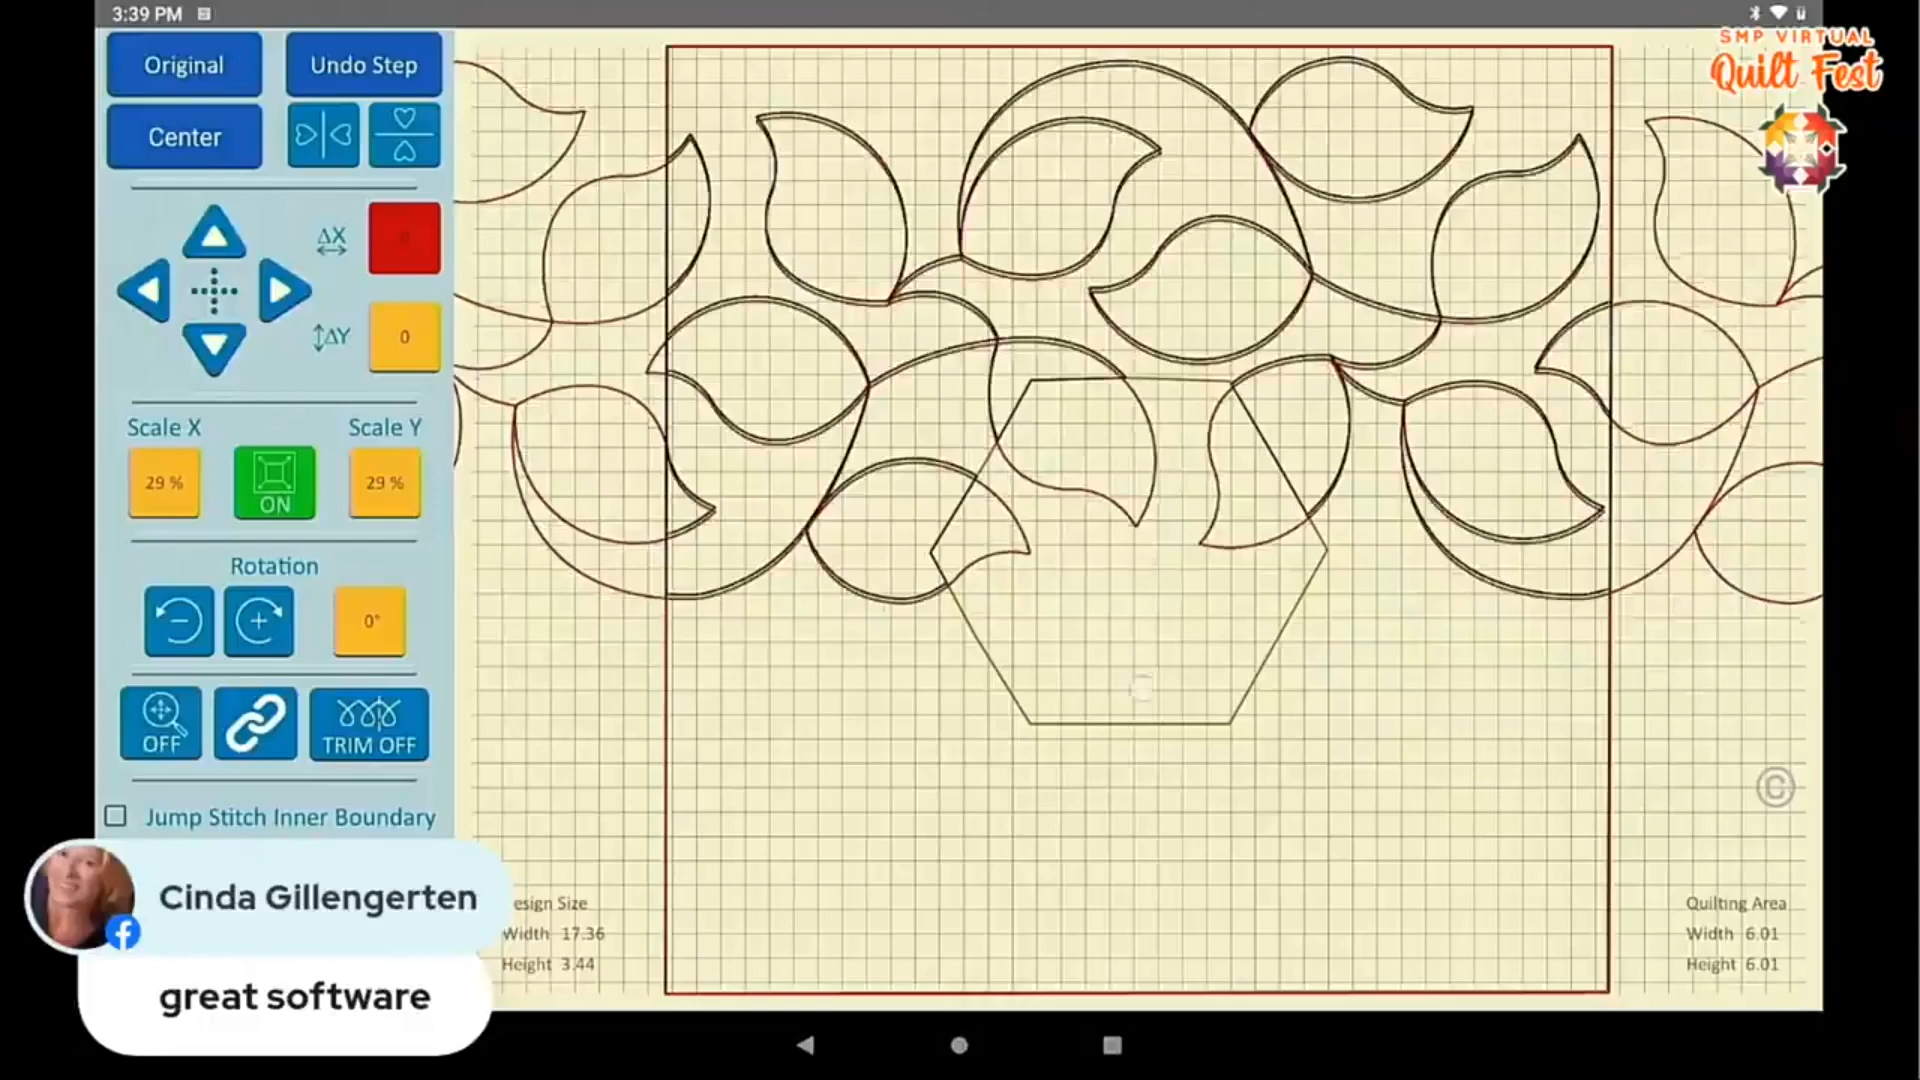 3:39 PM
SMP VIRTUAL
Quilt Fest
Original
Undo Step
Center
ΔX
ΔY
0
Scale X
Scale Y
29 %
ON
29 %
Rotation
0°
OFF
TRIM OFF
Jump Stitch Inner Boundary
Cinda Gillengerten
great software
esign Size
Width 17.36
Height 3.44
Quilting Area
Width 6.01
Height 6.01
©